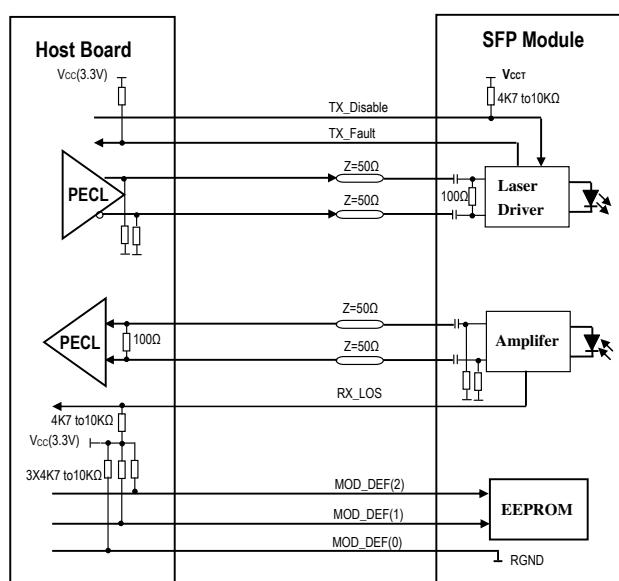 Host Board
SFP Module
Vcc(3.3V)
VCCT
4K7 to10KΩ
TX_Disable
TX_Fault
PECL
Z=50Ω
Z=50Ω
100Ω
Laser
Driver
PECL
100Ω
Z=50Ω
Z=50Ω
Amplifer
RX_LOS
4K7 to10KΩ
Vcc(3.3V)
3X4K7 to10KΩ
MOD_DEF(2)
MOD_DEF(1)
MOD_DEF(0)
EEPROM
RGND